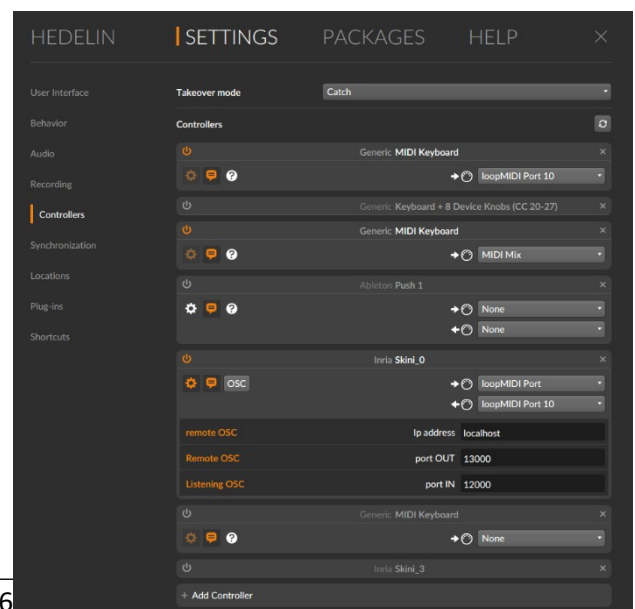 HEDELIN SETTINGS PACKAGES HELP
User Interface
Takeover mode Catch
Behavior
Controllers
Audio
Generic MIDI Keyboard
Recording
? loopMIDI Port 10
Controllers
Generic Keyboard + 8 Device Knobs (CC 20-27)
Generic MIDI Keyboard
Synchronization
? MIDI Mix
Locations
Ableton Push 1
Plug-ins
? None
None
Shortcuts
Inria Skini_0
OSC loopMIDI Port
loopMIDI Port 10
remote OSC Ip address localhost
Remote OSC port OUT 13000
Listening OSC port IN 12000
Generic MIDI Keyboard
? None
Inria Skini_3
+ Add Controller
6